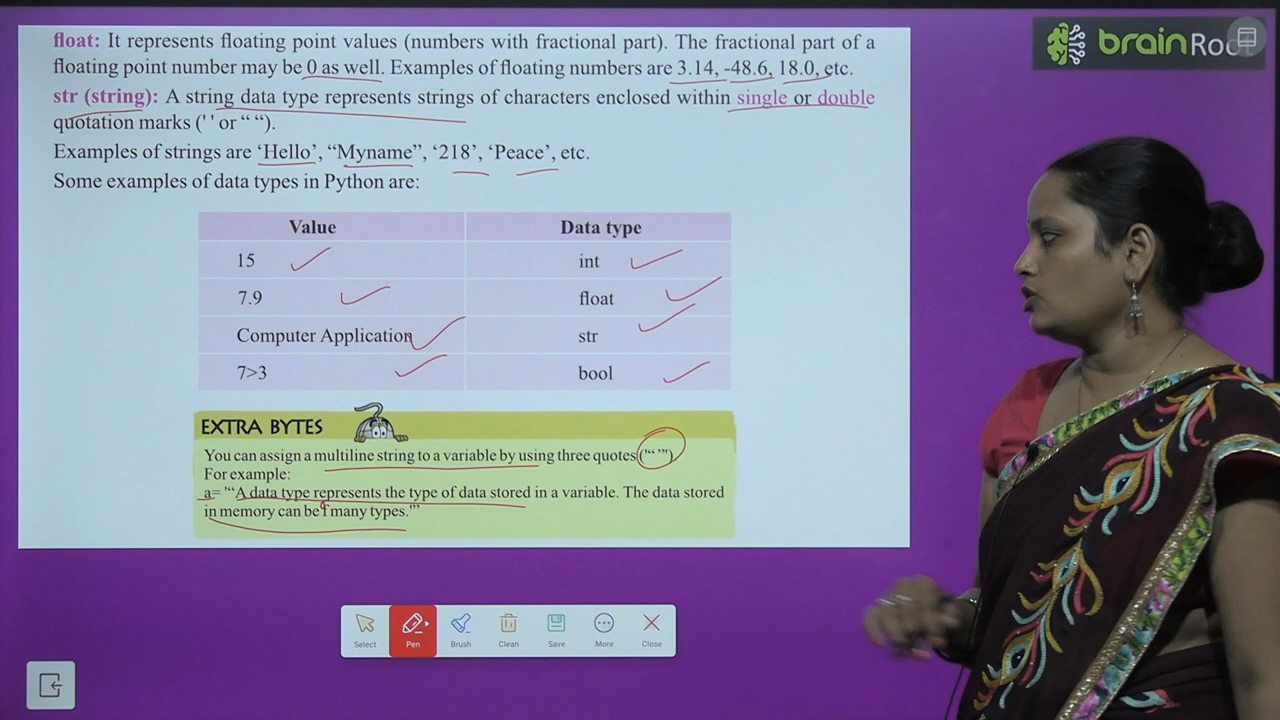 float: It represents floating point values (numbers with fractional part). The fractional part of a
floating point number may be 0 as well. Examples of floating numbers are 3.14, -48.6, 18.0, etc.
brainRo
str (string): A string data type represents strings of characters enclosed within single or double
quotation marks (' ' or “ “).
Examples of strings are ‘Hello’, “Myname”, ‘218’, ‘Peace’, etc.
Some examples of data types in Python are:
Value Data type
15 int
7.9 float
Computer Application str
7>3 bool
EXTRA BYTES
You can assign a multiline string to a variable by using three quotes (“‘ ’”).
For example:
a= "‘A data type represents the type of data stored in a variable. The data stored
in memory can be many types.’"
Select Pen Brush Clean Save More Close